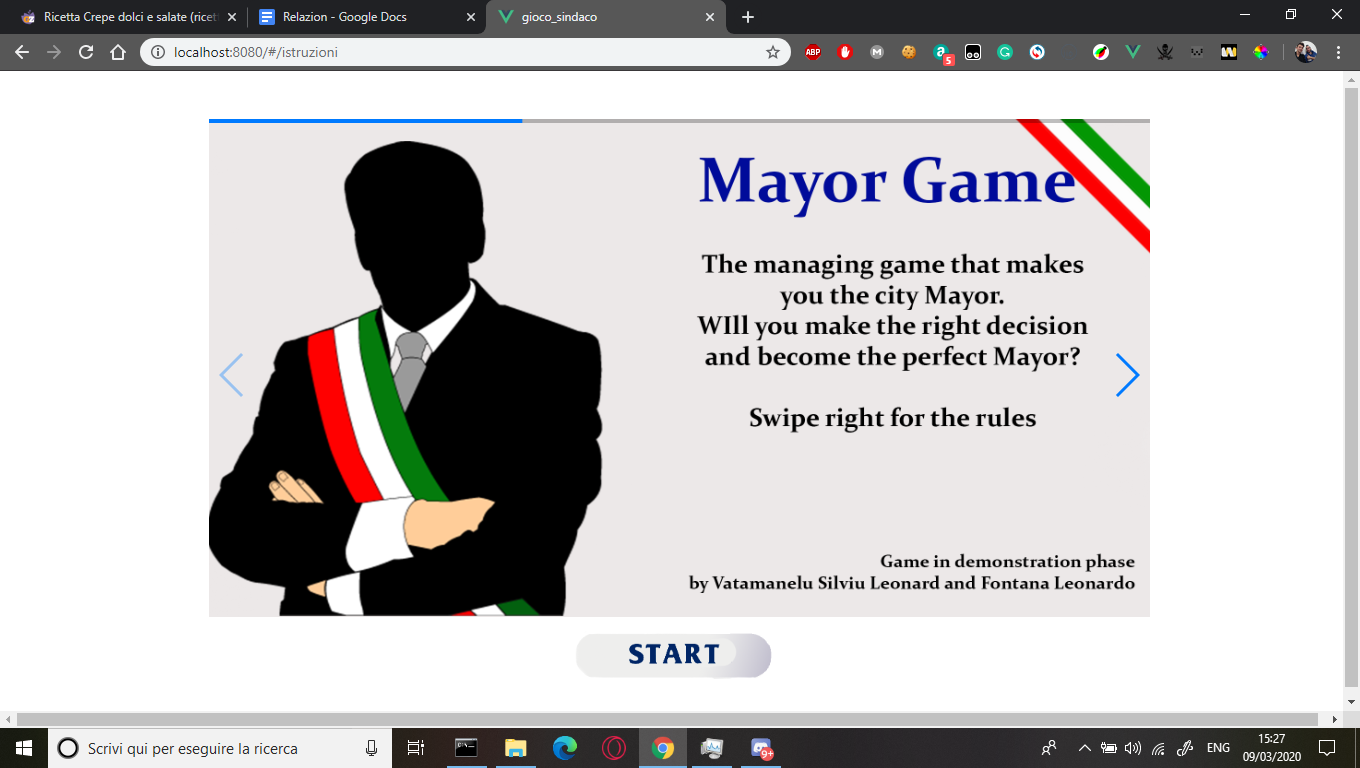 Ricetta Crepe dolci e salate (ricett
Relazion - Google Docs
gioco_sindaco
localhost:8080/#/istruzioni
ABP
5
Mayor Game
The managing game that makes
you the city Mayor.
WIll you make the right decision
and become the perfect Mayor?
Swipe right for the rules
Game in demonstration phase
by Vatamanelu Silviu Leonard and Fontana Leonardo
START
Scrivi qui per eseguire la ricerca
9+
ENG
15:27
09/03/2020